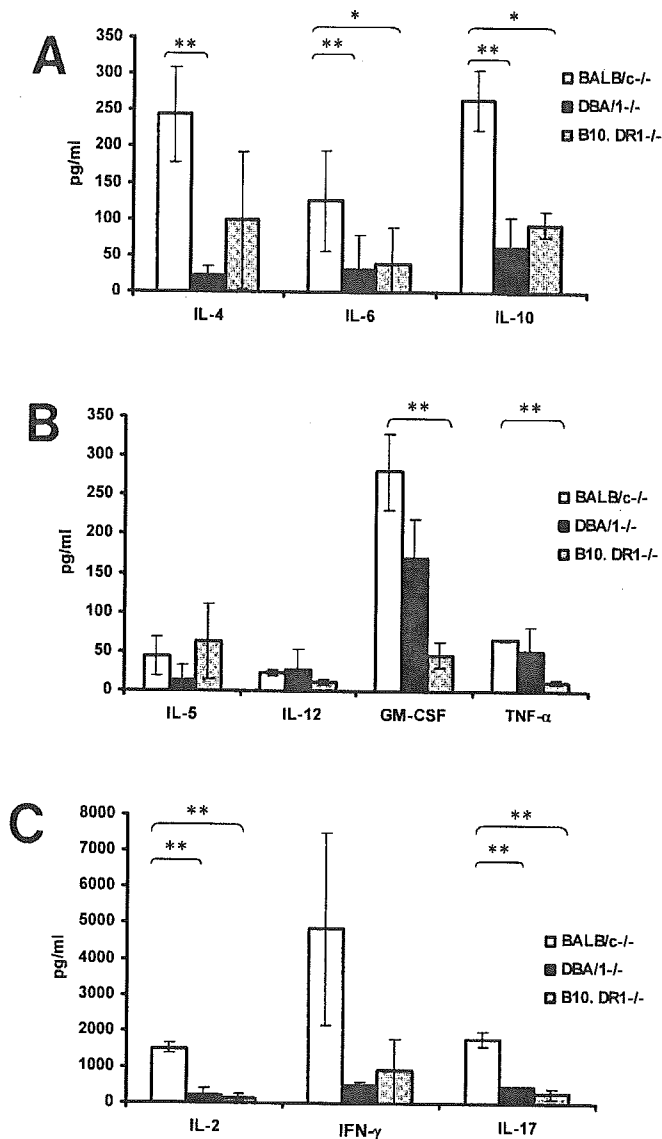 A
** * ** * **
350
300
250
200
150
100
50
0
pg/ml
IL-4 IL-6 IL-10
BALB/c-/-
DBA/1-/-
B10. DR1-/-
B
** **
350
300
250
200
150
100
50
0
pg/ml
IL-5 IL-12 GM-CSF TNF-α
BALB/c-/-
DBA/1-/-
B10. DR1-/-
C
** ** ** **
8000
7000
6000
5000
4000
3000
2000
1000
0
pg/ml
IL-2 IFN-γ IL-17
BALB/c-/-
DBA/1-/-
B10. DR1-/-